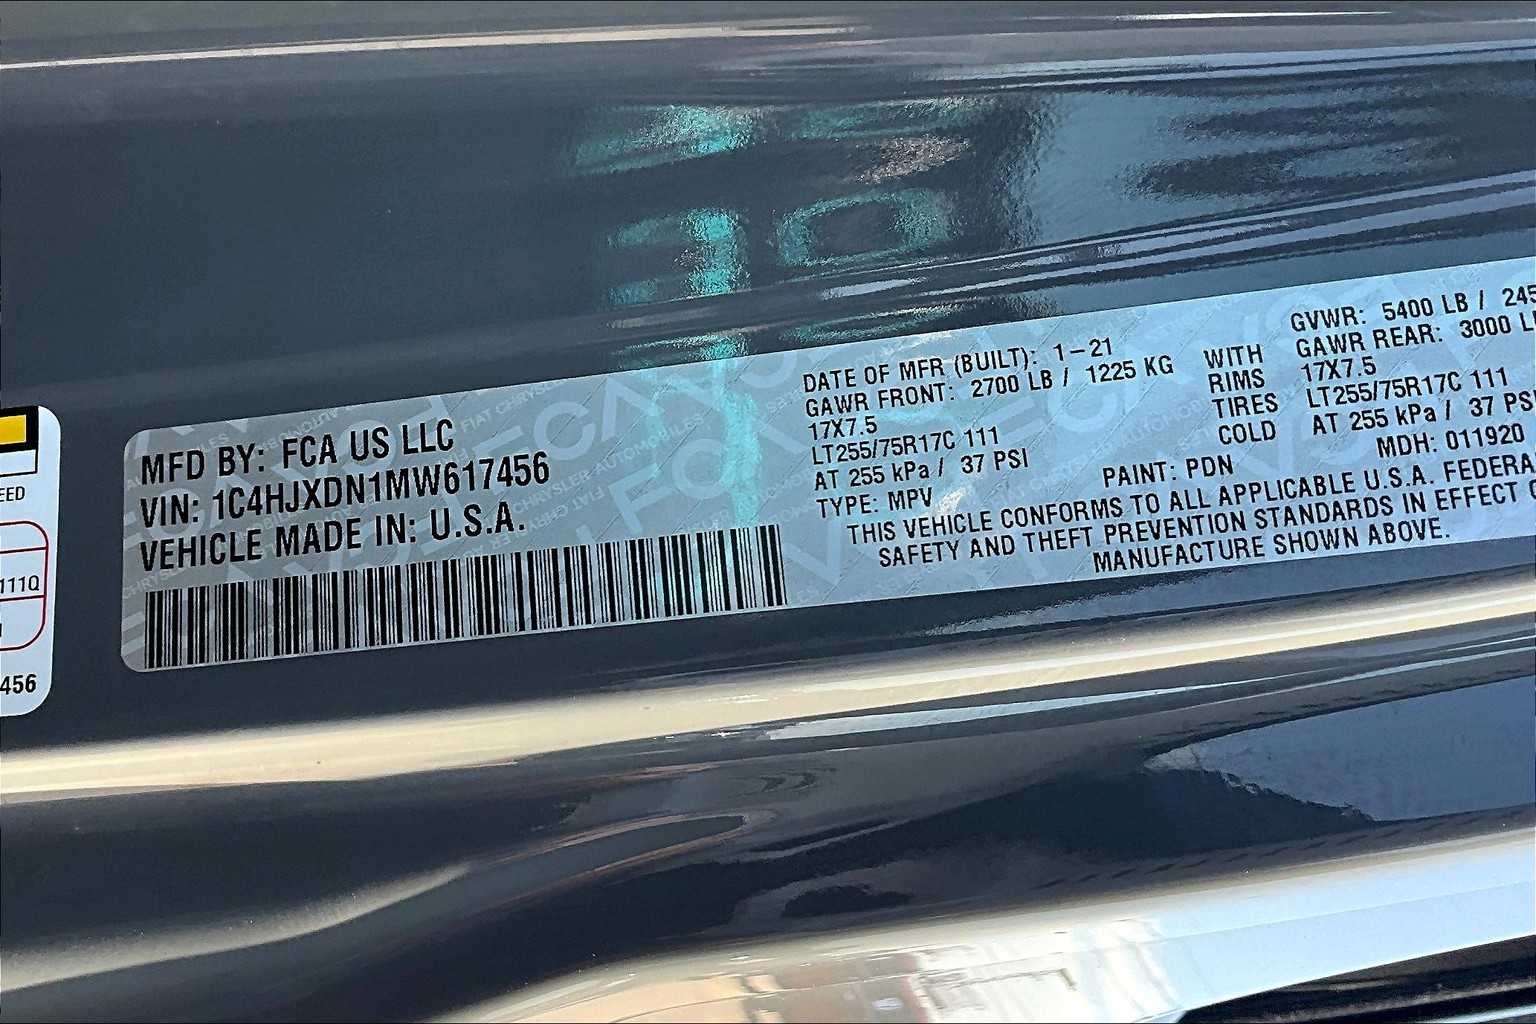 MFD BY: FCA US LLC
VIN: 1C4HJXDN1MW617456
VEHICLE MADE IN: U.S.A.
DATE OF MFR (BUILT): 1-21
GAWR FRONT: 2700 LB / 1225 KG
17X7.5
LT255/75R17C 111
AT 255 kPa / 37 PSI
TYPE: MPV
WITH
RIMS
TIRES
COLD
GVWR: 5400 LB / 245
GAWR REAR: 3000 L
17X7.5
LT255/75R17C 111
AT 255 kPa / 37 PSI
PAINT: PDN
MDH: 011920
THIS VEHICLE CONFORMS TO ALL APPLICABLE U.S.A. FEDERA
SAFETY AND THEFT PREVENTION STANDARDS IN EFFECT
MANUFACTURE SHOWN ABOVE.
EED
111Q
456